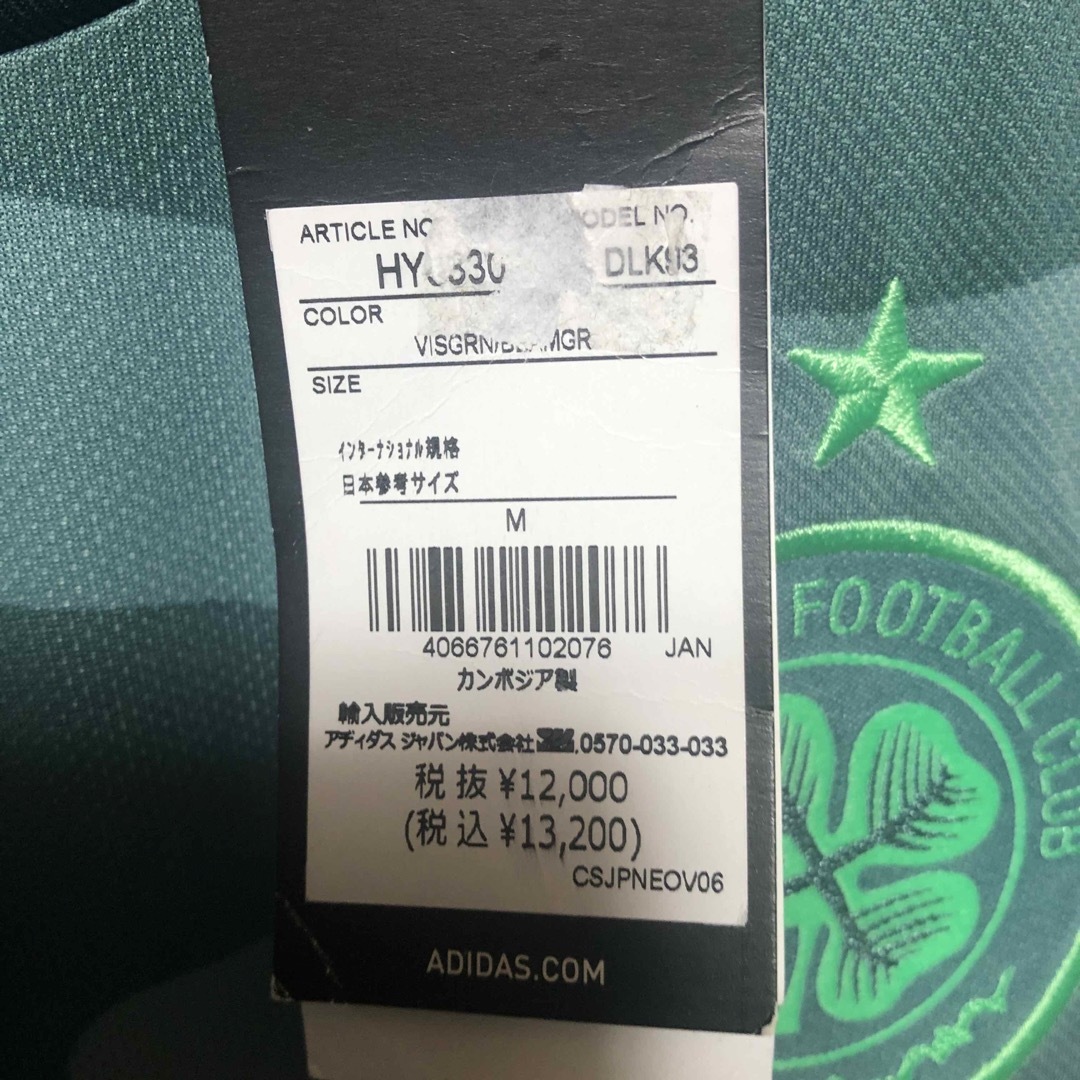 ARTICLE
DLK93
COLOR
SIZE
インターナショナル規格
日本参考サイズ
M
4066761102076 JAN
カンボジア製
輸入販売元
アディダス ジャパン株式会社 0570-033-033
税抜 ¥12,000
(税込 ¥13,200)
CSJPNEOV06
ADIDAS.COM
FOOTBALL CLUB